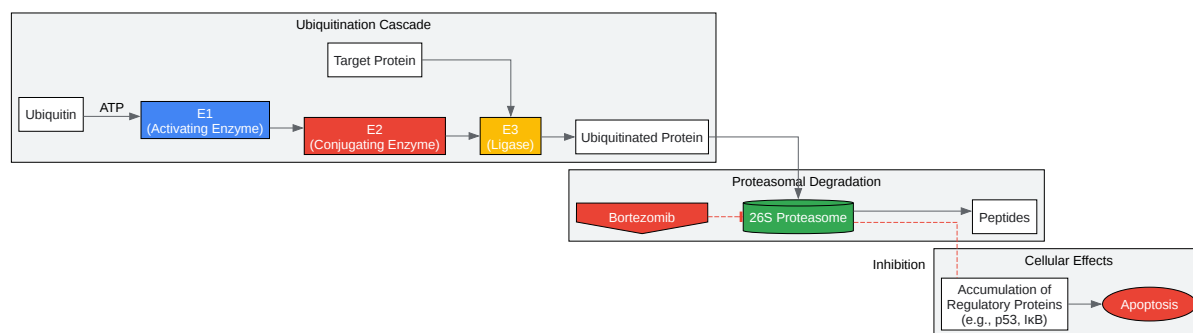 Ubiquitination Cascade
Target Protein
Ubiquitin
ATP
E1
(Activating Enzyme)
E2
(Conjugating Enzyme)
E3
(Ligase)
Ubiquitinated Protein
Proteasomal Degradation
Bortezomib
26S Proteasome
Peptides
Inhibition
Cellular Effects
Accumulation of
Regulatory Proteins
(e.g., p53, IκB)
Apoptosis